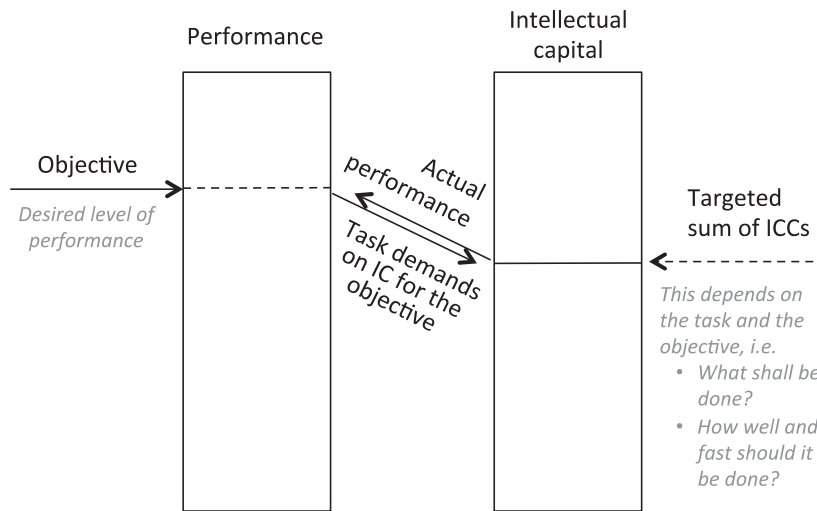 Performance
Intellectual
capital
Objective
Desired level of
performance
Actual
performance
Task demands
on IC for the
objective
Targeted
sum of ICCs
This depends on
the task and the
objective, i.e.
• What shall be
done?
• How well and
fast should it
be done?